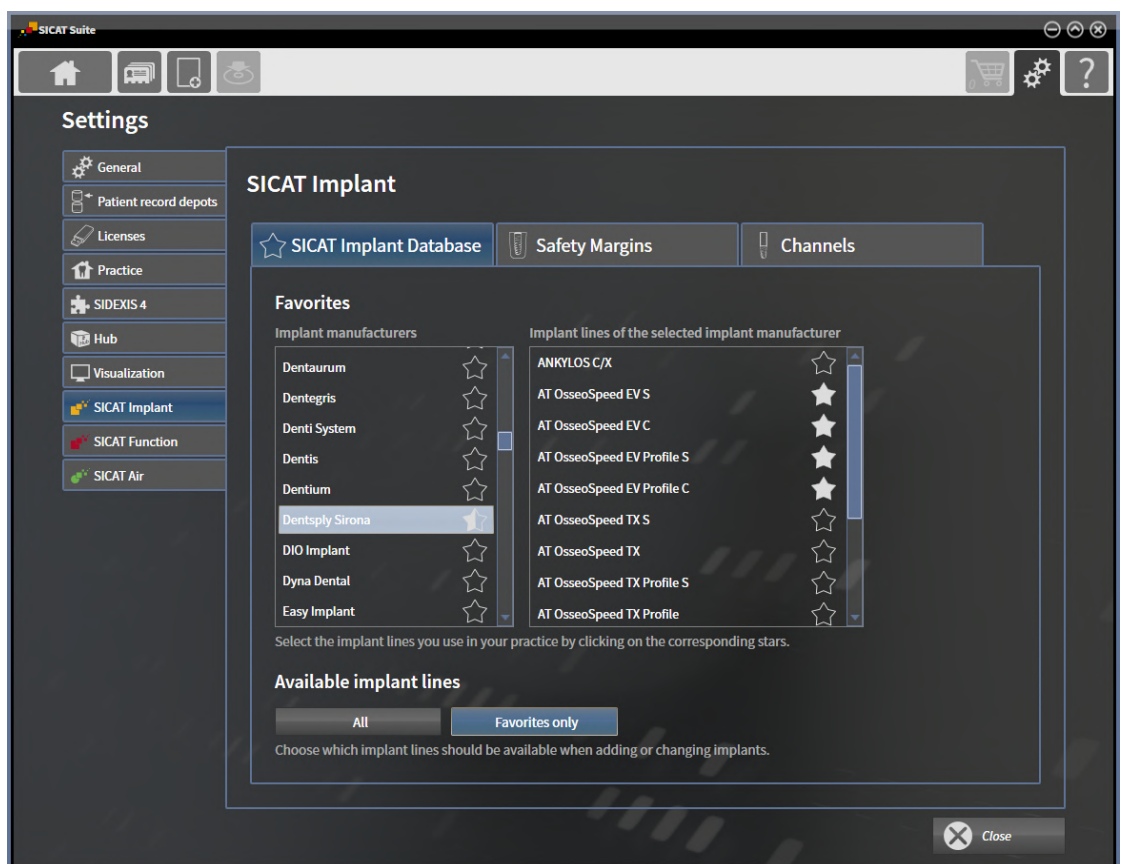 SICAT Suite
0
?
Settings
General
Patient record depots
Licenses
Practice
SIDEXIS 4
Hub
Visualization
SICAT Implant
SICAT Function
SICAT Air
SICAT Implant
SICAT Implant Database
Safety Margins
Channels
Favorites
Implant manufacturers
Dentaurum
Dentegris
Denti System
Dentis
Dentium
Dentsply Sirona
DIO Implant
Dyna Dental
Easy Implant
Implant lines of the selected implant manufacturer
ANKYLOS C/X
AT OsseoSpeed EV S
AT OsseoSpeed EV C
AT OsseoSpeed EV Profile S
AT OsseoSpeed EV Profile C
AT OsseoSpeed TX S
AT OsseoSpeed TX
AT OsseoSpeed TX Profile S
AT OsseoSpeed TX Profile
Select the implant lines you use in your practice by clicking on the corresponding stars.
Available implant lines
All
Favorites only
Choose which implant lines should be available when adding or changing implants.
Close